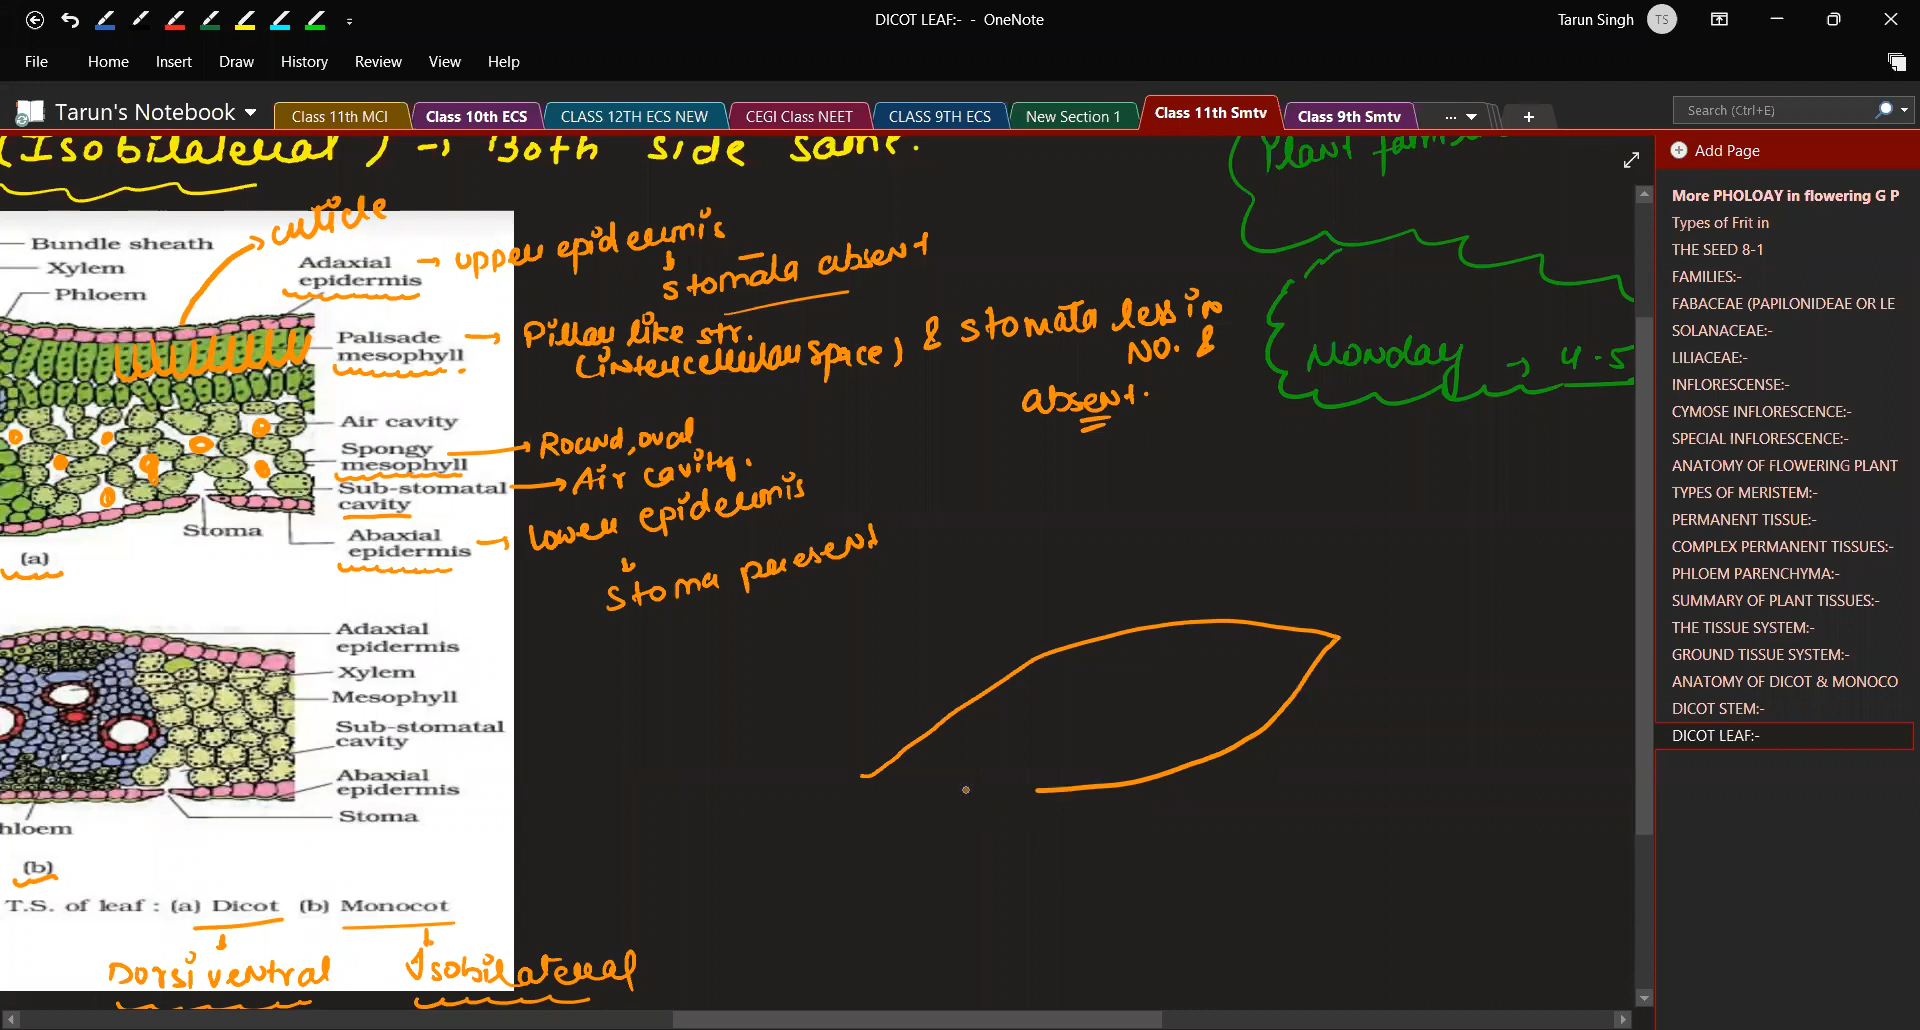 DICOT LEAF:- - OneNote
Tarun Singh
TS
File Home Insert Draw History Review View Help
Tarun's Notebook
Class 11th MCI
Class 10th ECS
CLASS 12TH ECS NEW
CEGI Class NEET
CLASS 9TH ECS
New Section 1
Class 11th Smtv
Class 9th Smtv
...
+
Search (Ctrl+E)
Add Page
More PHOLOAY in flowering G P
Types of Frit in
THE SEED 8-1
FAMILIES:-
FABACEAE (PAPILONIDEAE OR LE
SOLANACEAE:-
LILIACEAE:-
INFLORESCENSE:-
CYMOSE INFLORESCENCE:-
SPECIAL INFLORESCENCE:-
ANATOMY OF FLOWERING PLANT
TYPES OF MERISTEM:-
PERMANENT TISSUE:-
COMPLEX PERMANENT TISSUES:-
PHLOEM PARENCHYMA:-
SUMMARY OF PLANT TISSUES:-
THE TISSUE SYSTEM:-
GROUND TISSUE SYSTEM:-
ANATOMY OF DICOT & MONOCO
DICOT STEM:-
DICOT LEAF:-
(Isobilateral) → Both side same.
Plant
Monday → 4-5
cuticle
Bundle sheath
Xylem
Phloem
Adaxial
epidermis
→ upper epidermis
stomata absent
Palisade
mesophyll
→ Pillar like str.
(intercellular space) & stomata less in
NO. &
absent.
Air cavity
Spongy
mesophyll
→ Round, oval
Sub-stomatal
cavity
→ Air cavity.
Stoma
Abaxial
epidermis
→ lower epidermis
stoma present
(a)
Adaxial
epidermis
Xylem
Mesophyll
Sub-stomatal
cavity
Abaxial
epidermis
Stoma
hloem
(b)
T.S. of leaf : (a) Dicot (b) Monocot
Dorsiventral
Isobilateral